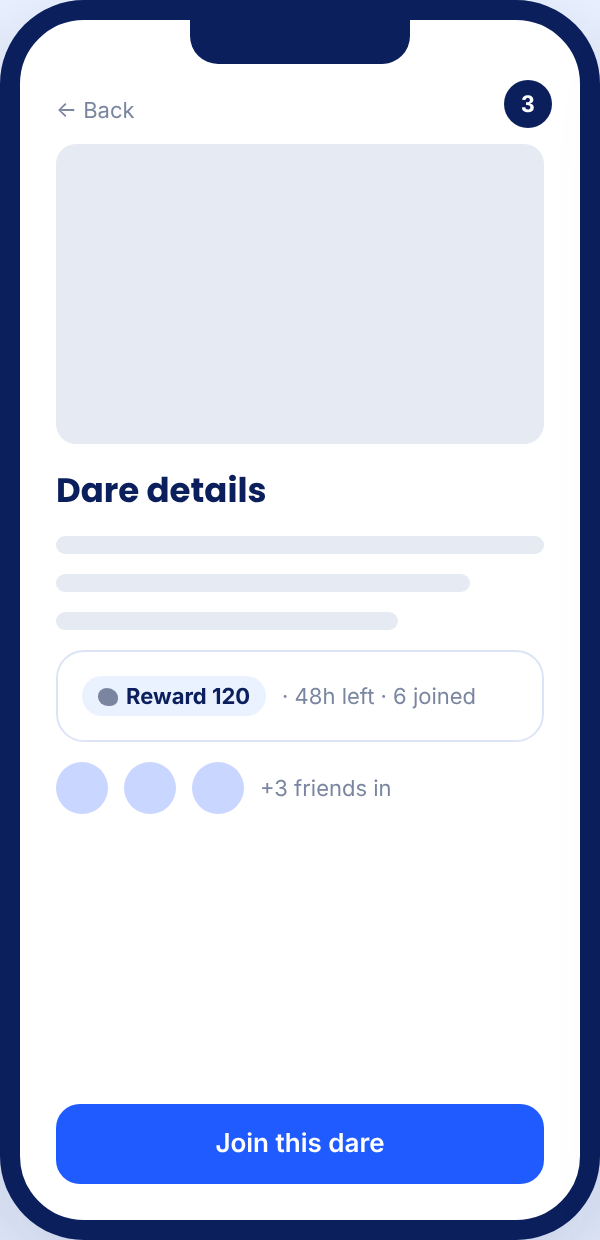 ← Back
3
Dare details
Reward 120 · 48h left · 6 joined
+3 friends in
Join this dare